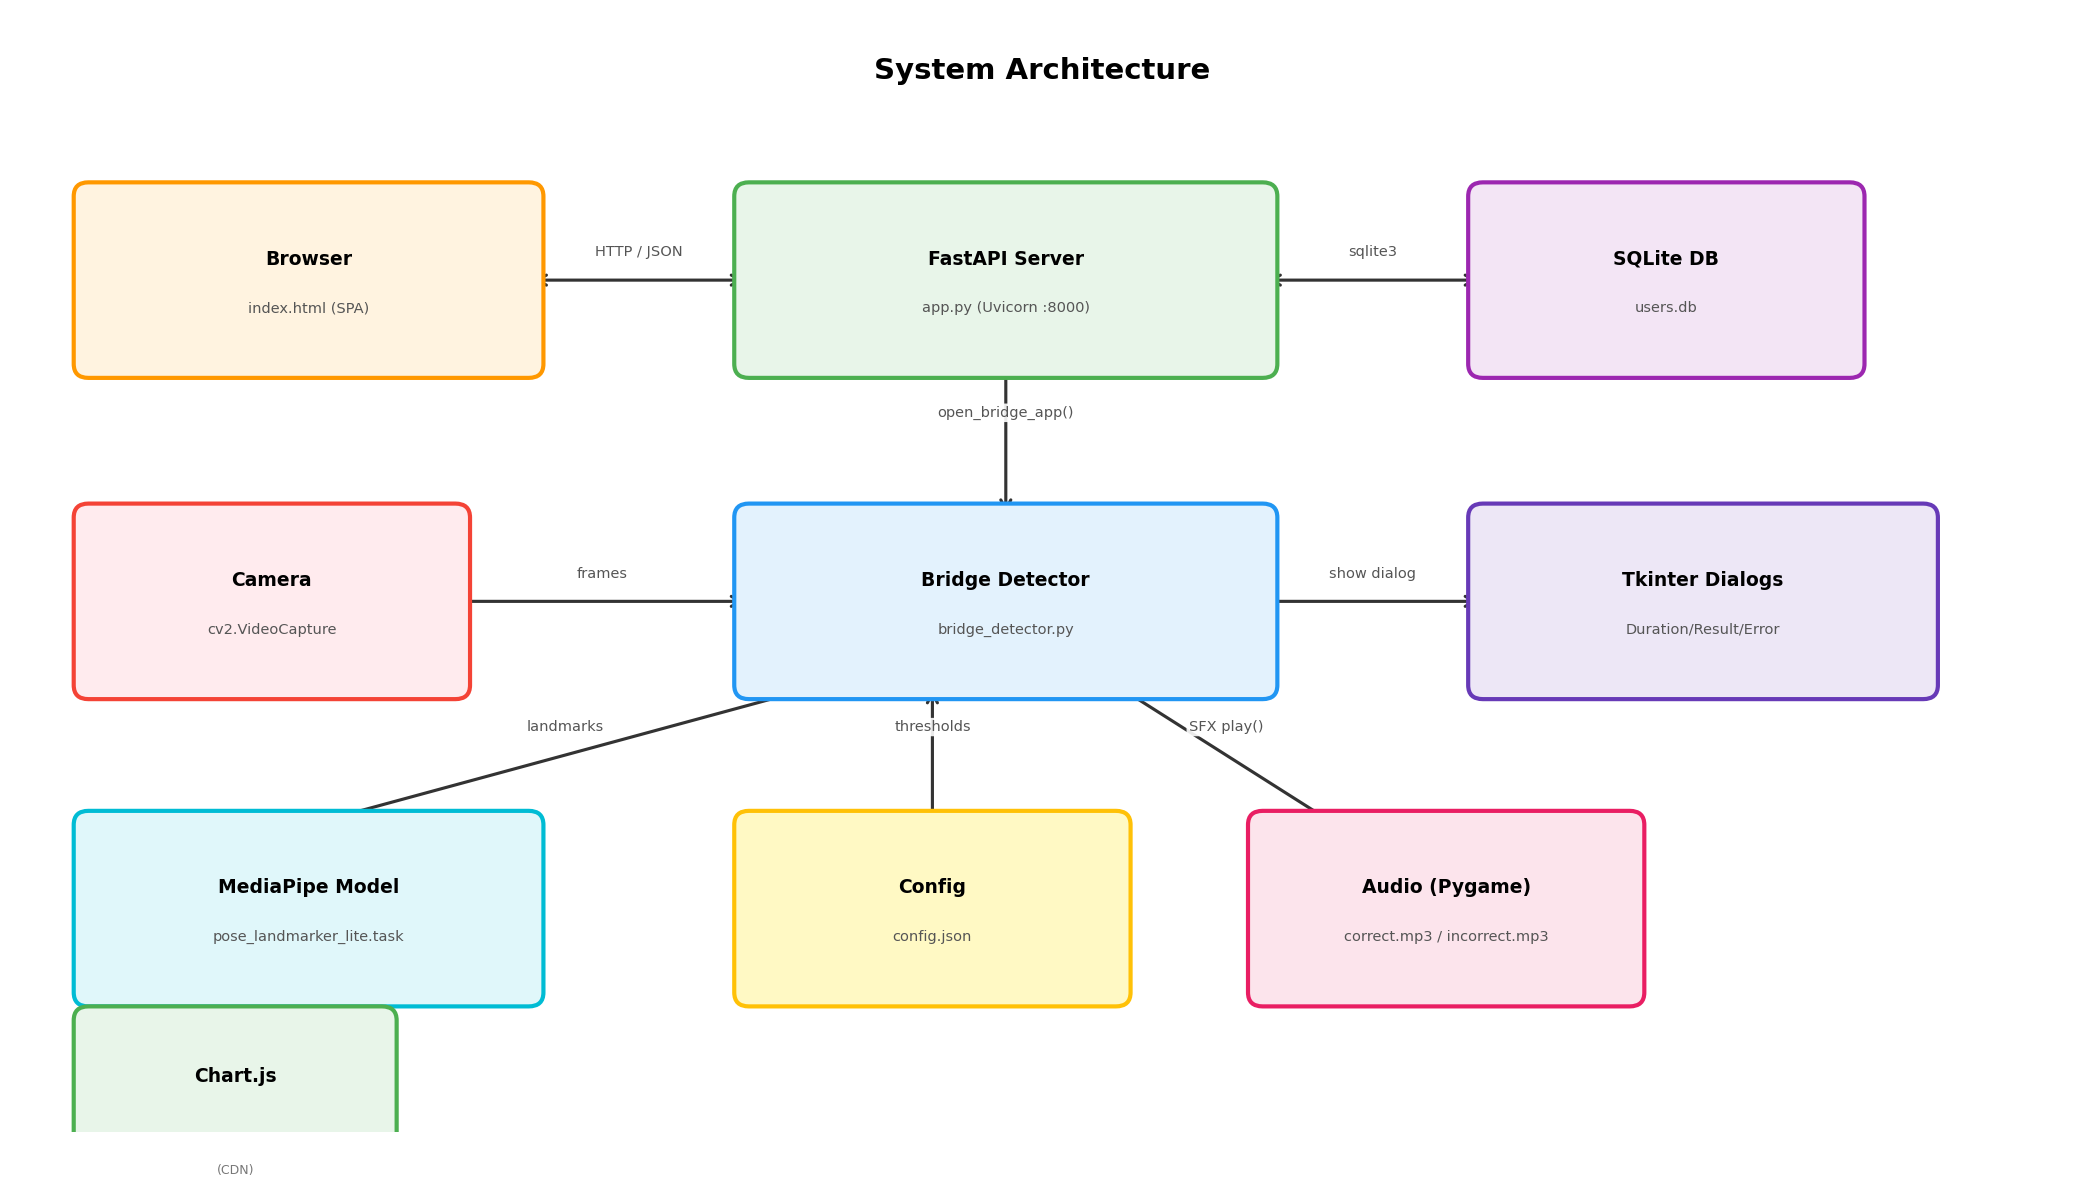 System Architecture
Browser
index.html (SPA)
HTTP / JSON
FastAPI Server
app.py (Uvicorn :8000)
sqlite3
SQLite DB
users.db
open_bridge_app()
Camera
cv2.VideoCapture
frames
Bridge Detector
bridge_detector.py
show dialog
Tkinter Dialogs
Duration/Result/Error
landmarks
thresholds
SFX play()
MediaPipe Model
pose_landmarker_lite.task
Config
config.json
Audio (Pygame)
correct.mp3 / incorrect.mp3
Chart.js
(CDN)